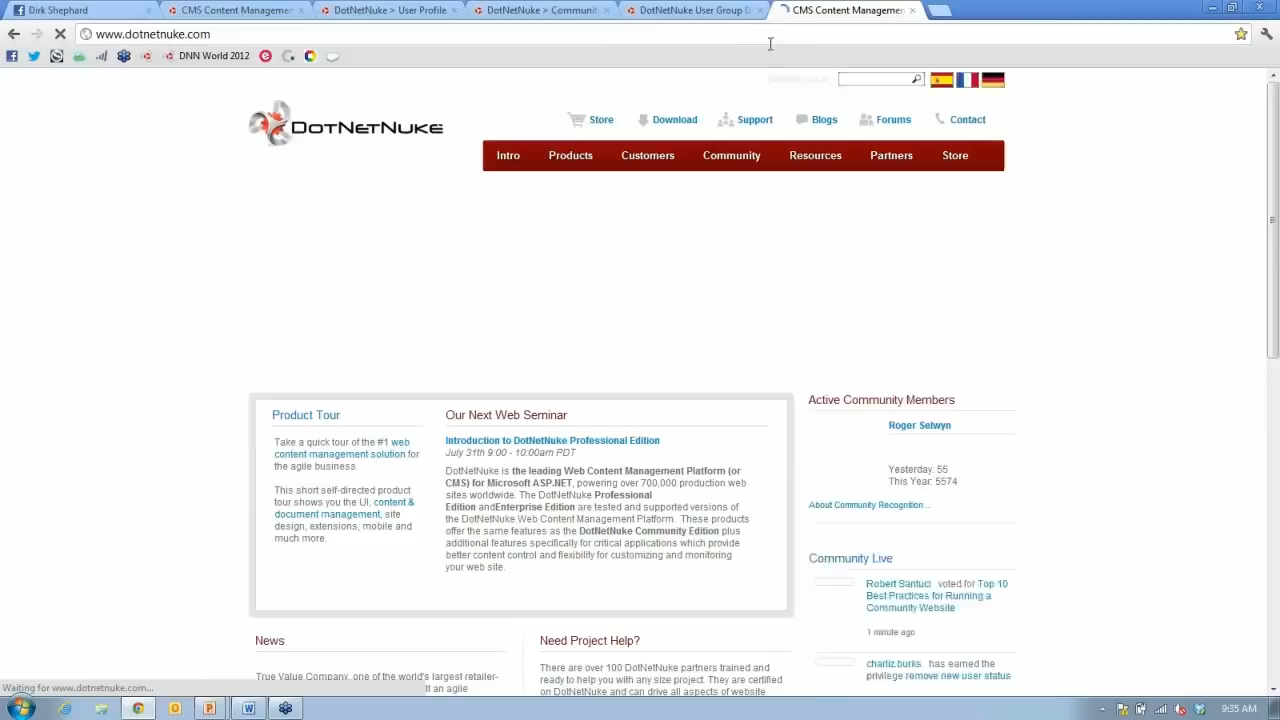 Dirk Shephard
CMS Content Managemen
DotNetNuke > User Profile
DotNetNuke > Communit
DotNetNuke User Group D
CMS Content Manageme
www.dotnetnuke.com
DNN World 2012
DotNetNuke
Store
Download
Support
Blogs
Forums
Contact
Intro
Products
Customers
Community
Resources
Partners
Store
Product Tour
Take a quick tour of the #1 web
content management solution for
the agile business.
This short self-directed product
tour shows you the UI, content &
document management, site
design, extensions, mobile and
much more.
Our Next Web Seminar
Introduction to DotNetNuke Professional Edition
July 31th 9:00 - 10:00am PDT
DotNetNuke is the leading Web Content Management Platform (or
CMS) for Microsoft ASP.NET, powering over 700,000 production web
sites worldwide. The DotNetNuke Professional
Edition andEnterprise Edition are tested and supported versions of
the DotNetNuke Web Content Management Platform. These products
offer the same features as the DotNetNuke Community Edition plus
additional features specifically for critical applications which provide
better content control and flexibility for customizing and monitoring
your web site.
Active Community Members
Roger Selwyn
Yesterday: 55
This Year: 5574
About Community Recognition...
Community Live
Robert Santuci voted for Top 10
Best Practices for Running a
Community Website
1 minute ago
charliz.burks has earned the
privilege remove new user status
News
True Value Company, one of the world's largest retailer-
it an agile
Need Project Help?
There are over 100 DotNetNuke partners trained and
ready to help you with any size project. They are certified
on DotNetNuke and can drive all aspects of website
Waiting for www.dotnetnuke.com...
9:35 AM